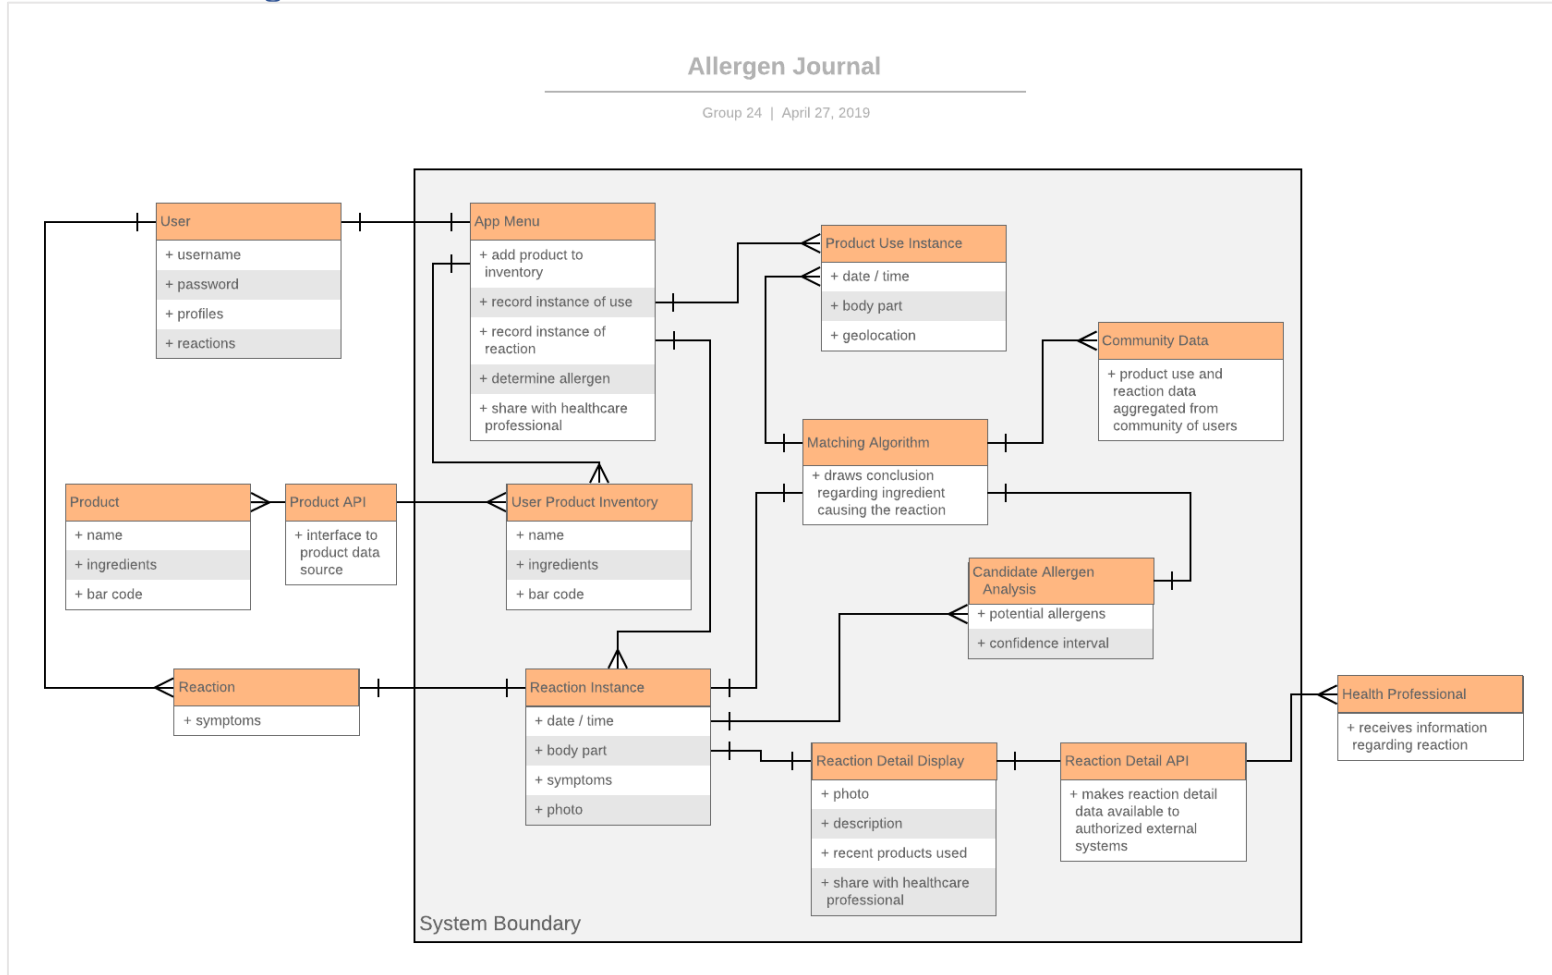 Allergen Journal
Group 24 | April 27, 2019
User
+ username
+ password
+ profiles
+ reactions
App Menu
+ add product to
inventory
+ record instance of use
+ record instance of
reaction
+ determine allergen
+ share with healthcare
professional
Product Use Instance
+ date / time
+ body part
+ geolocation
Community Data
+ product use and
reaction data
aggregated from
community of users
Matching Algorithm
+ draws conclusion
regarding ingredient
causing the reaction
Product
+ name
+ ingredients
+ bar code
Product API
+ interface to
product data
source
User Product Inventory
+ name
+ ingredients
+ bar code
Candidate Allergen
Analysis
+ potential allergens
+ confidence interval
Reaction
+ symptoms
Reaction Instance
+ date / time
+ body part
+ symptoms
+ photo
Reaction Detail Display
+ photo
+ description
+ recent products used
+ share with healthcare
professional
Reaction Detail API
+ makes reaction detail
data available to
authorized external
systems
Health Professional
+ receives information
regarding reaction
System Boundary